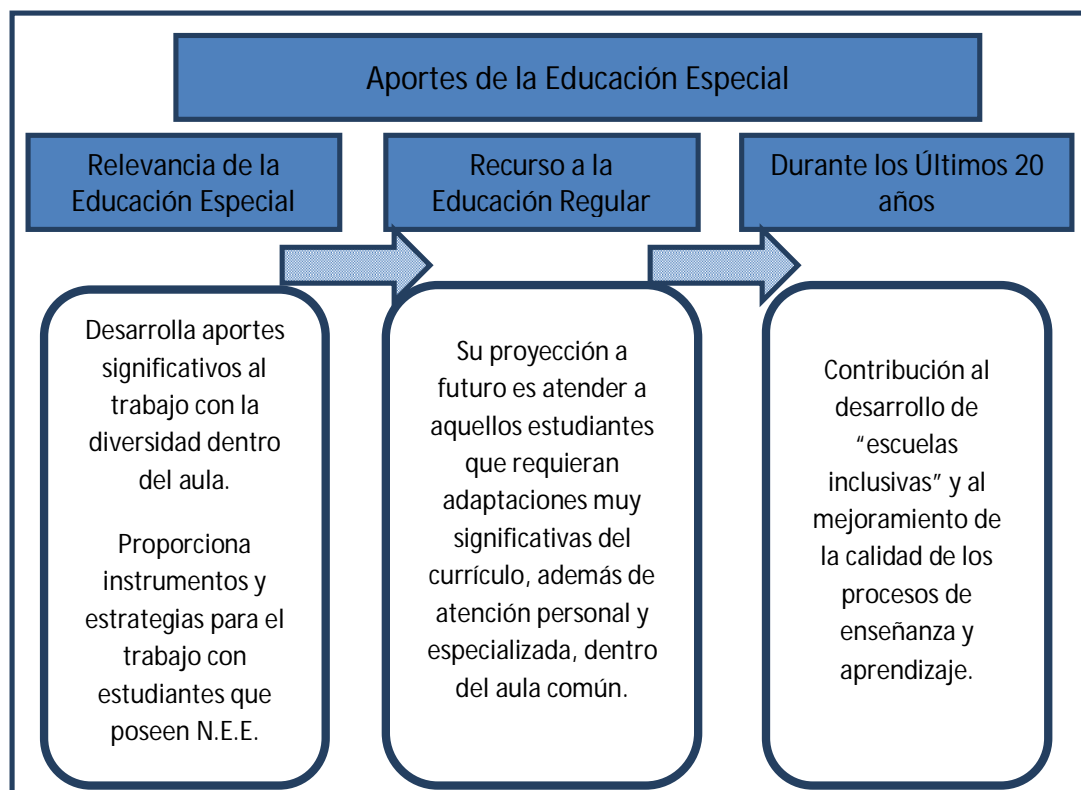 Aportes de la Educación Especial
Relevancia de la
Educación Especial
Recurso a la
Educación Regular
Durante los Últimos 20
años
Desarrolla aportes
significativos al
trabajo con la
diversidad dentro
del aula.
Proporciona
instrumentos y
estrategias para el
trabajo con
estudiantes que
poseen N.E.E.
Su proyección a
futuro es atender a
aquellos estudiantes
que requieran
adaptaciones muy
significativas del
currículo, además de
atención personal y
especializada, dentro
del aula común.
Contribución al
desarrollo de
“escuelas
inclusivas” y al
mejoramiento de
la calidad de los
procesos de
enseñanza y
aprendizaje.